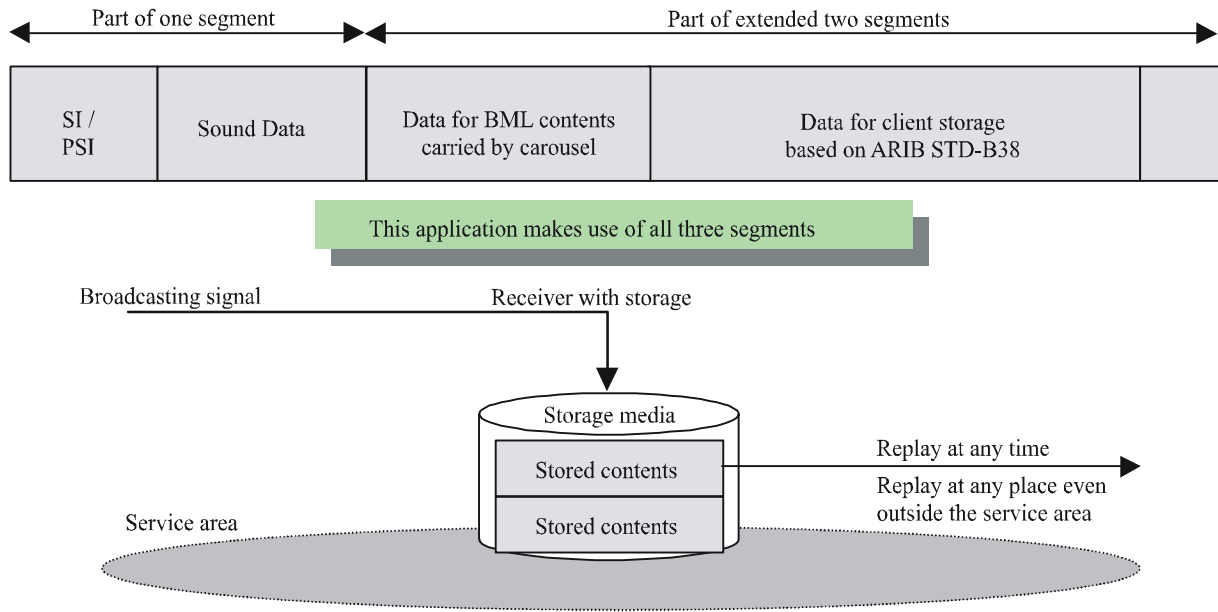 Part of one segment
Part of extended two segments
SI /
PSI
Sound Data
Data for BML contents
carried by carousel
Data for client storage
based on ARIB STD-B38
This application makes use of all three segments
Broadcasting signal
Receiver with storage
Storage media
Stored contents
Stored contents
Replay at any time
Replay at any place even
outside the service area
Service area